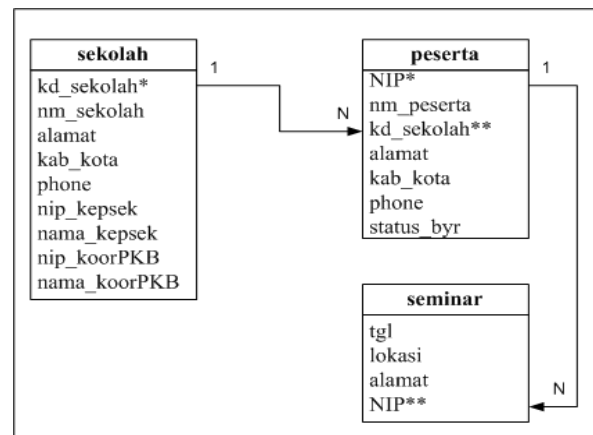 sekolah
kd_sekolah*
nm_sekolah
alamat
kab_kota
phone
nip_kepsek
nama_kepsek
nip_koorPKB
nama_koorPKB
1
N
peserta
NIP*
nm_peserta
kd_sekolah**
alamat
kab_kota
phone
status_byr
1
N
seminar
tgl
lokasi
alamat
NIP**